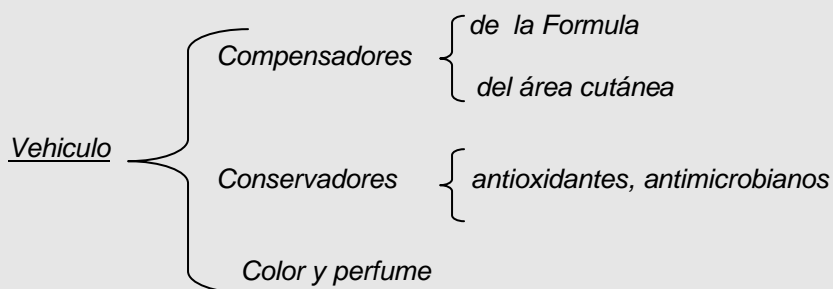 Vehiculo
Compensadores
de la Formula
del área cutánea
Conservadores
antioxidantes, antimicrobianos
Color y perfume